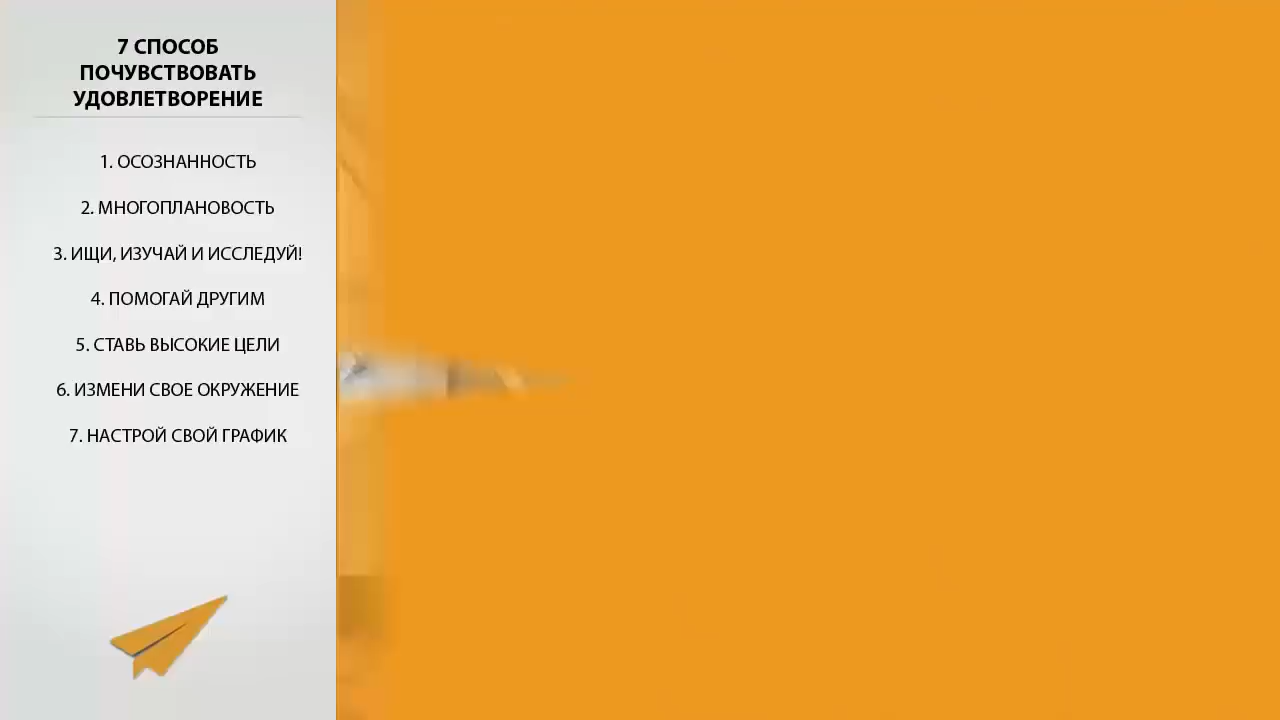 7 СПОСОБ
ПОЧУВСТВОВАТЬ
УДОВЛЕТВОРЕНИЕ
1. ОСОЗНАННОСТЬ
2. МНОГОПЛАНОВОСТЬ
3. ИЩИ, ИЗУЧАЙ И ИССЛЕДУЙ!
4. ПОМОГАЙ ДРУГИМ
5. СТАВЬ ВЫСОКИЕ ЦЕЛИ
6. ИЗМЕНИ СВОЕ ОКРУЖЕНИЕ
7. НАСТРОЙ СВОЙ ГРАФИК